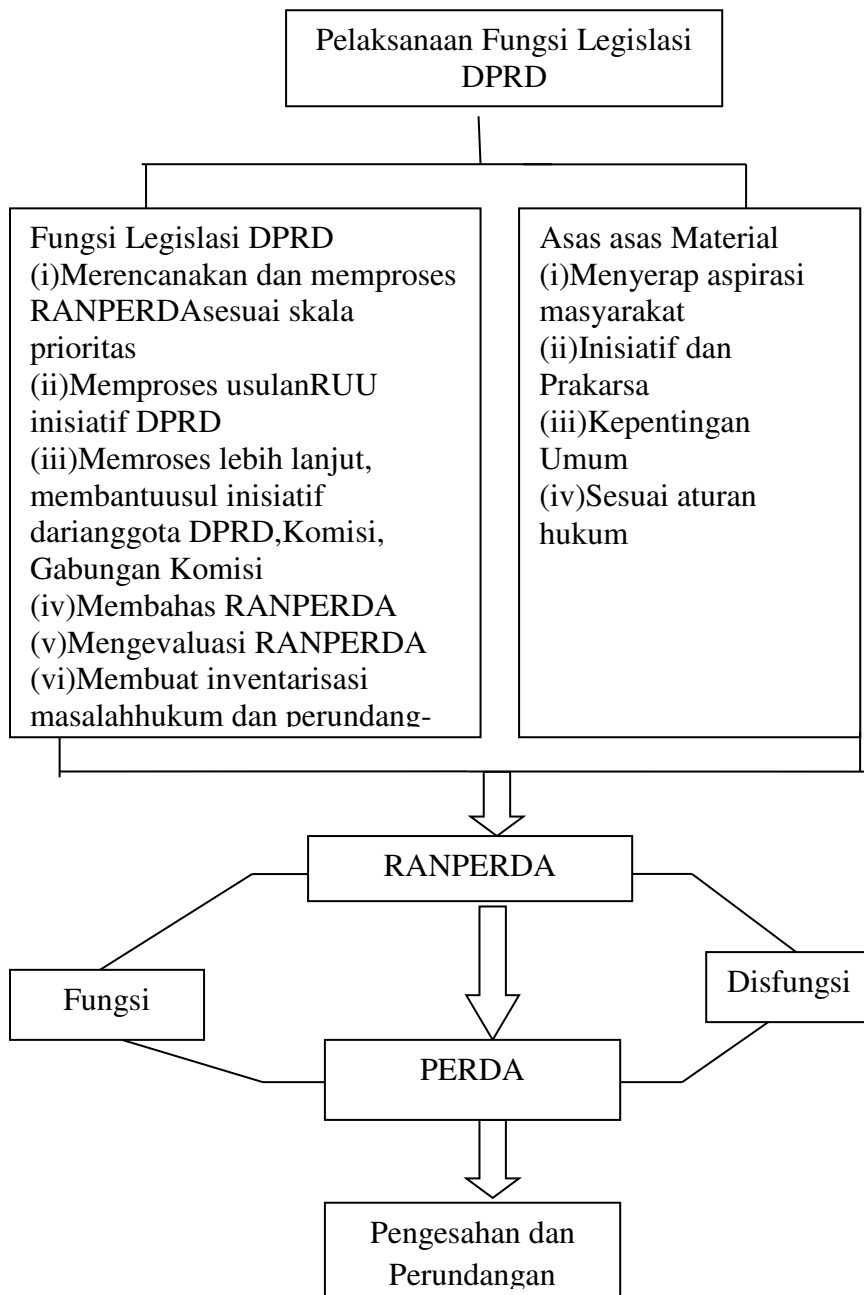 Pelaksanaan Fungsi Legislasi
DPRD
Fungsi Legislasi DPRD
(i)Merencanakan dan memproses
RANPERDAsesuai skala
prioritas
(ii)Memproses usulanRUU
inisiatif DPRD
(iii)Memroses lebih lanjut,
membantuusul inisiatif
darianggota DPRD,Komisi,
Gabungan Komisi
(iv)Membahas RANPERDA
(v)Mengevaluasi RANPERDA
(vi)Membuat inventarisasi
masalahhukum dan perundang-
Asas asas Material
(i)Menyerap aspirasi
masyarakat
(ii)Inisiatif dan
Prakarsa
(iii)Kepentingan
Umum
(iv)Sesuai aturan
hukum
RANPERDA
Fungsi
Disfungsi
PERDA
Pengesahan dan
Perundangan